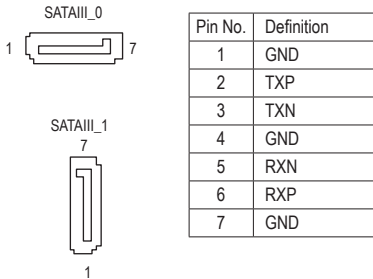 SATAIII_0
1 7
SATAIII_1
7
1
Pin No. Definition
1 GND
2 TXP
3 TXN
4 GND
5 RXN
6 RXP
7 GND